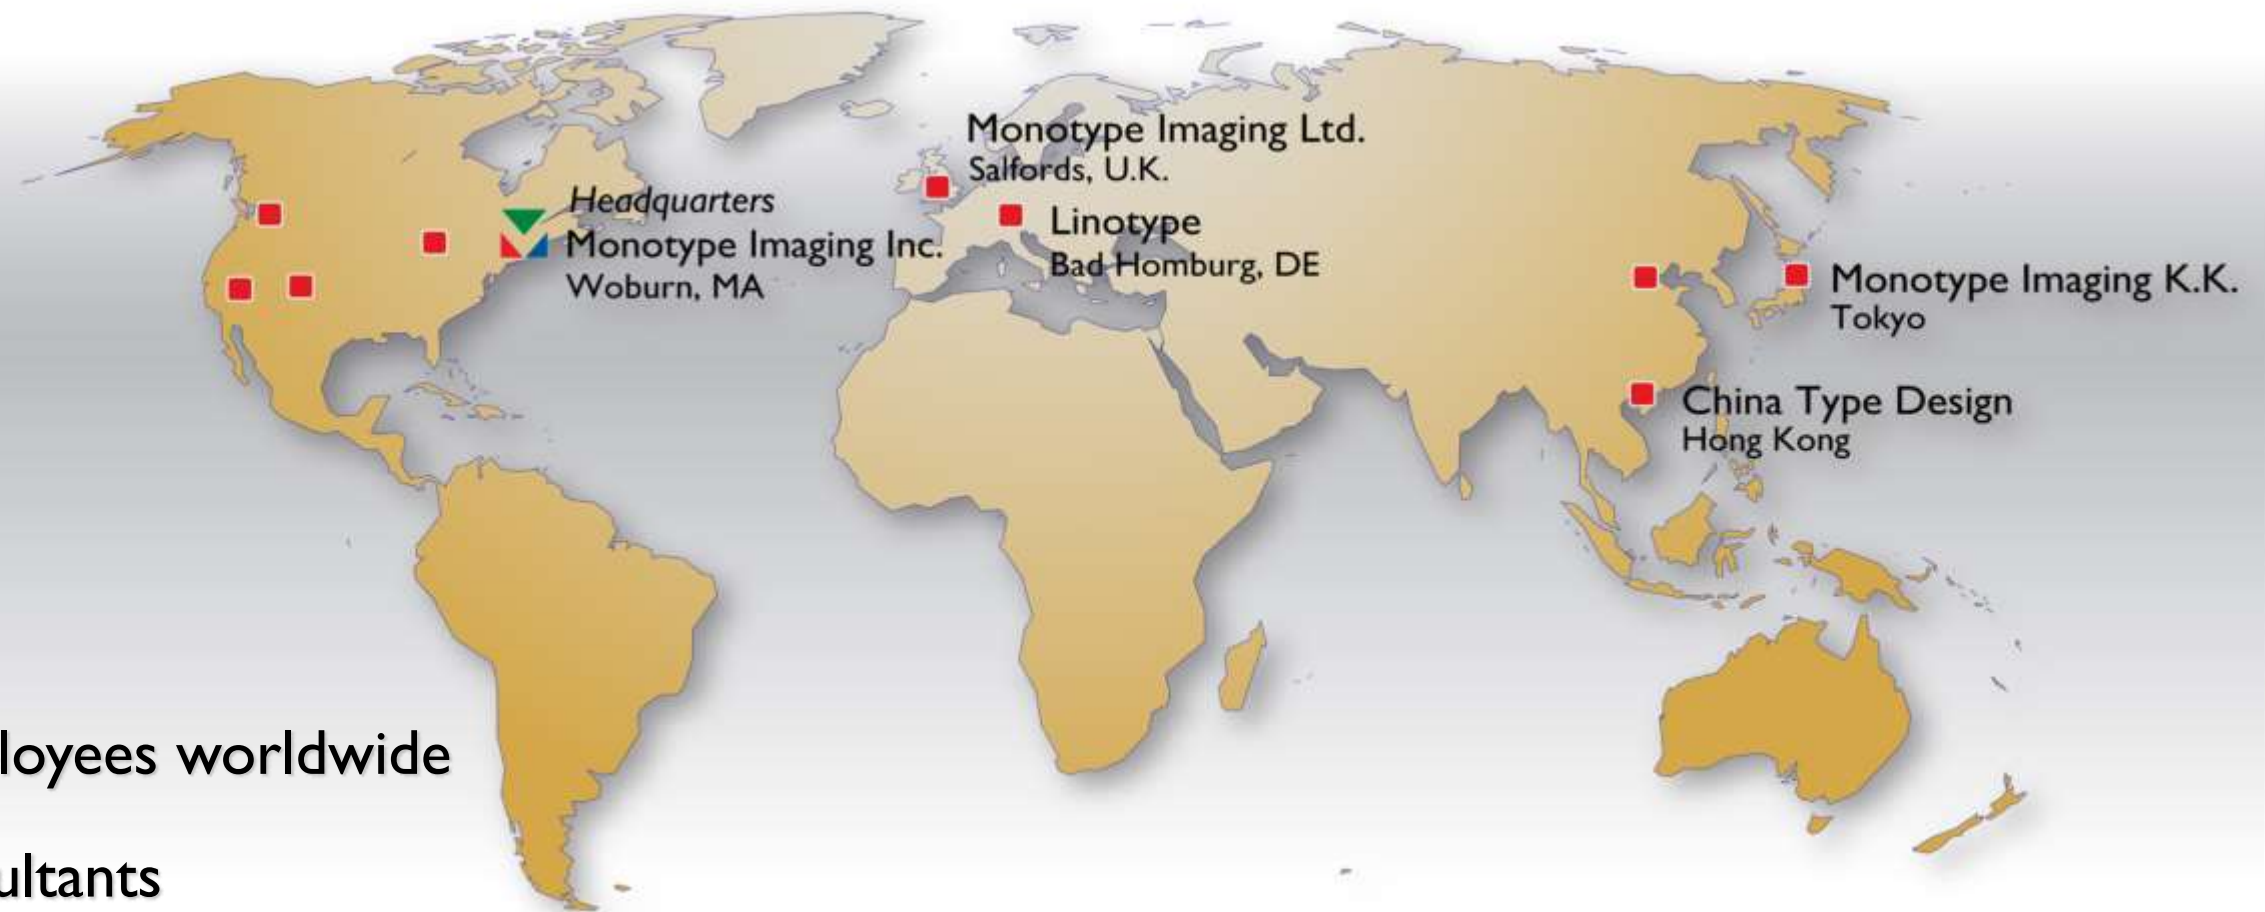 Monotype Imaging Ltd.
Salfords, U.K.
Headquarters
Monotype Imaging Inc.
Woburn, MA
Linotype
Bad Homburg, DE
Monotype Imaging K.K.
Tokyo
China Type Design
Hong Kong
loyees worldwide
ultants